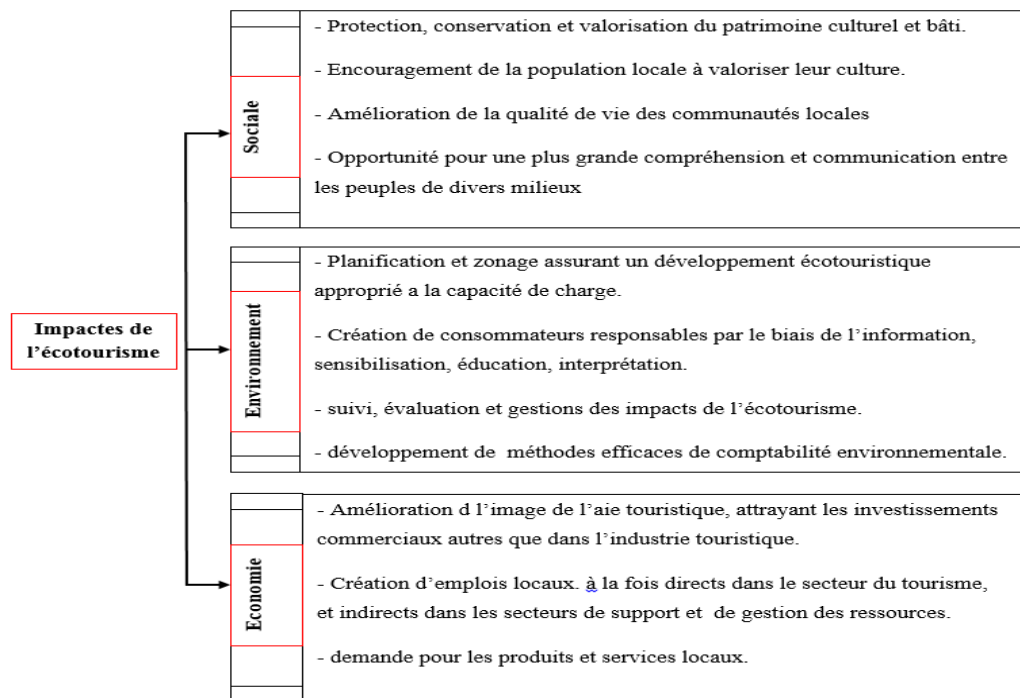 Impactes de
l'écotourisme
Sociale
- Protection, conservation et valorisation du patrimoine culturel et bâti.
- Encouragement de la population locale à valoriser leur culture.
- Amélioration de la qualité de vie des communautés locales
- Opportunité pour une plus grande compréhension et communication entre
les peuples de divers milieux
Environnement
- Planification et zonage assurant un développement écotouristique
approprié a la capacité de charge.
- Création de consommateurs responsables par le biais de l'information,
sensibilisation, éducation, interprétation.
- suivi, évaluation et gestions des impacts de l'écotourisme.
- développement de méthodes efficaces de comptabilité environnementale.
Economie
- Amélioration d l'image de l'aie touristique, attrayant les investissements
commerciaux autres que dans l'industrie touristique.
- Création d'emplois locaux. à la fois directs dans le secteur du tourisme,
et indirects dans les secteurs de support et de gestion des ressources.
- demande pour les produits et services locaux.